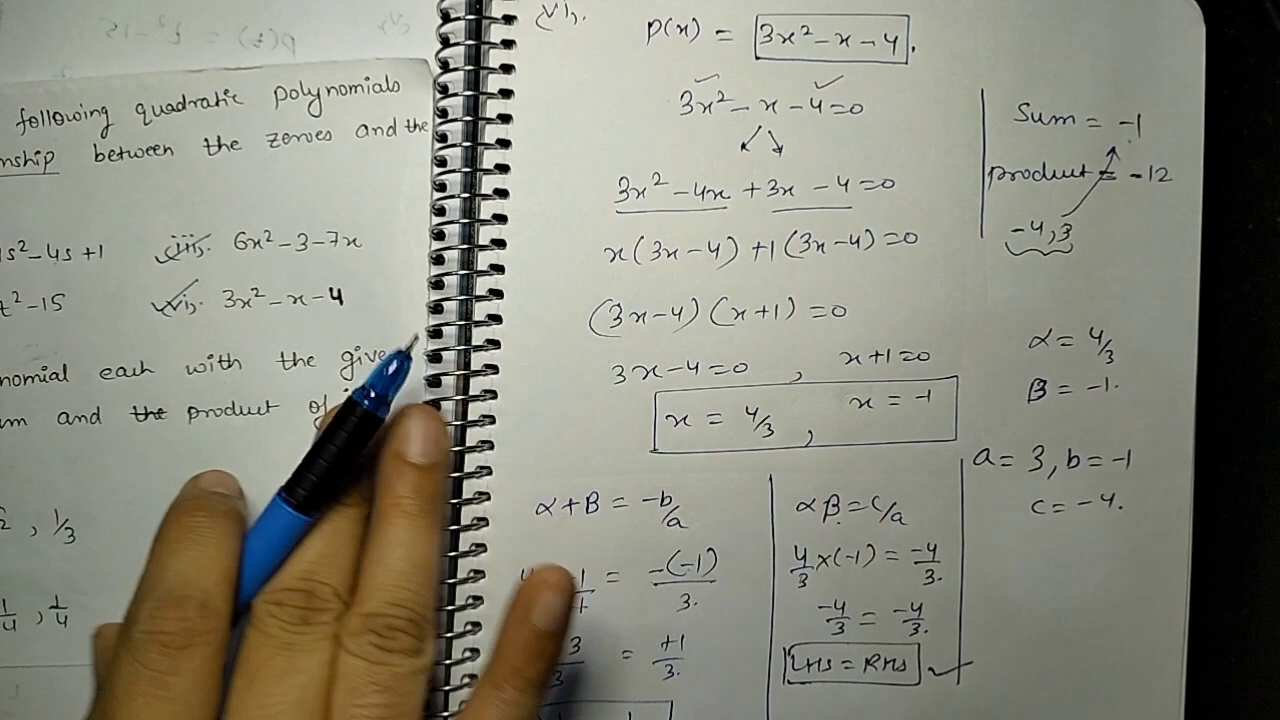 following quadratic polynomials
nship between the zeroes and the
s² - 4s + 1 (iii). 6x² - 3 - 7x
t² - 15 (vi). 3x² - x - 4
nomial each with the give
m and the product of
, 1/3
1/4, 1/4
(vi). p(x) = 3x² - x - 4.
3x² - x - 4 = 0
3x² - 4x + 3x - 4 = 0
x(3x - 4) + 1(3x - 4) = 0
(3x - 4)(x + 1) = 0
3x - 4 = 0 , x + 1 = 0
x = 4/3 , x = -1
Sum = -1
product = -12
-4, 3
α = 4/3
β = -1.
a = 3, b = -1
c = -4.
α + β = -b/a
= -(-1)/3.
3/3 = +1/3.
αβ = c/a
4/3 × (-1) = -4/3.
-4/3 = -4/3.
LHS = RHS